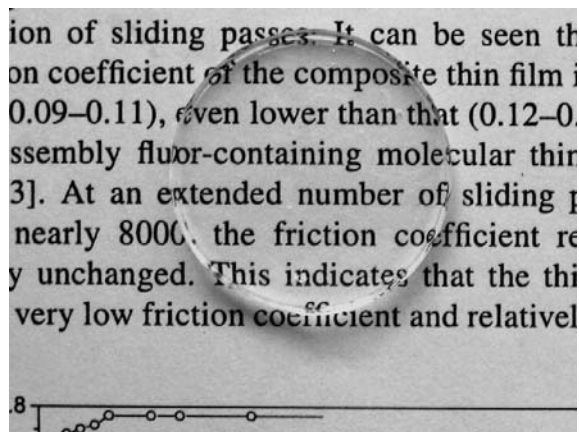 ion of sliding passes. It can be seen th
on coefficient of the composite thin film i
0.09–0.11), even lower than that (0.12–0.
ssembly fluor-containing molecular thin
3]. At an extended number of sliding p
nearly 8000, the friction coefficient re
y unchanged. This indicates that the thi
very low friction coefficient and relativel
.8